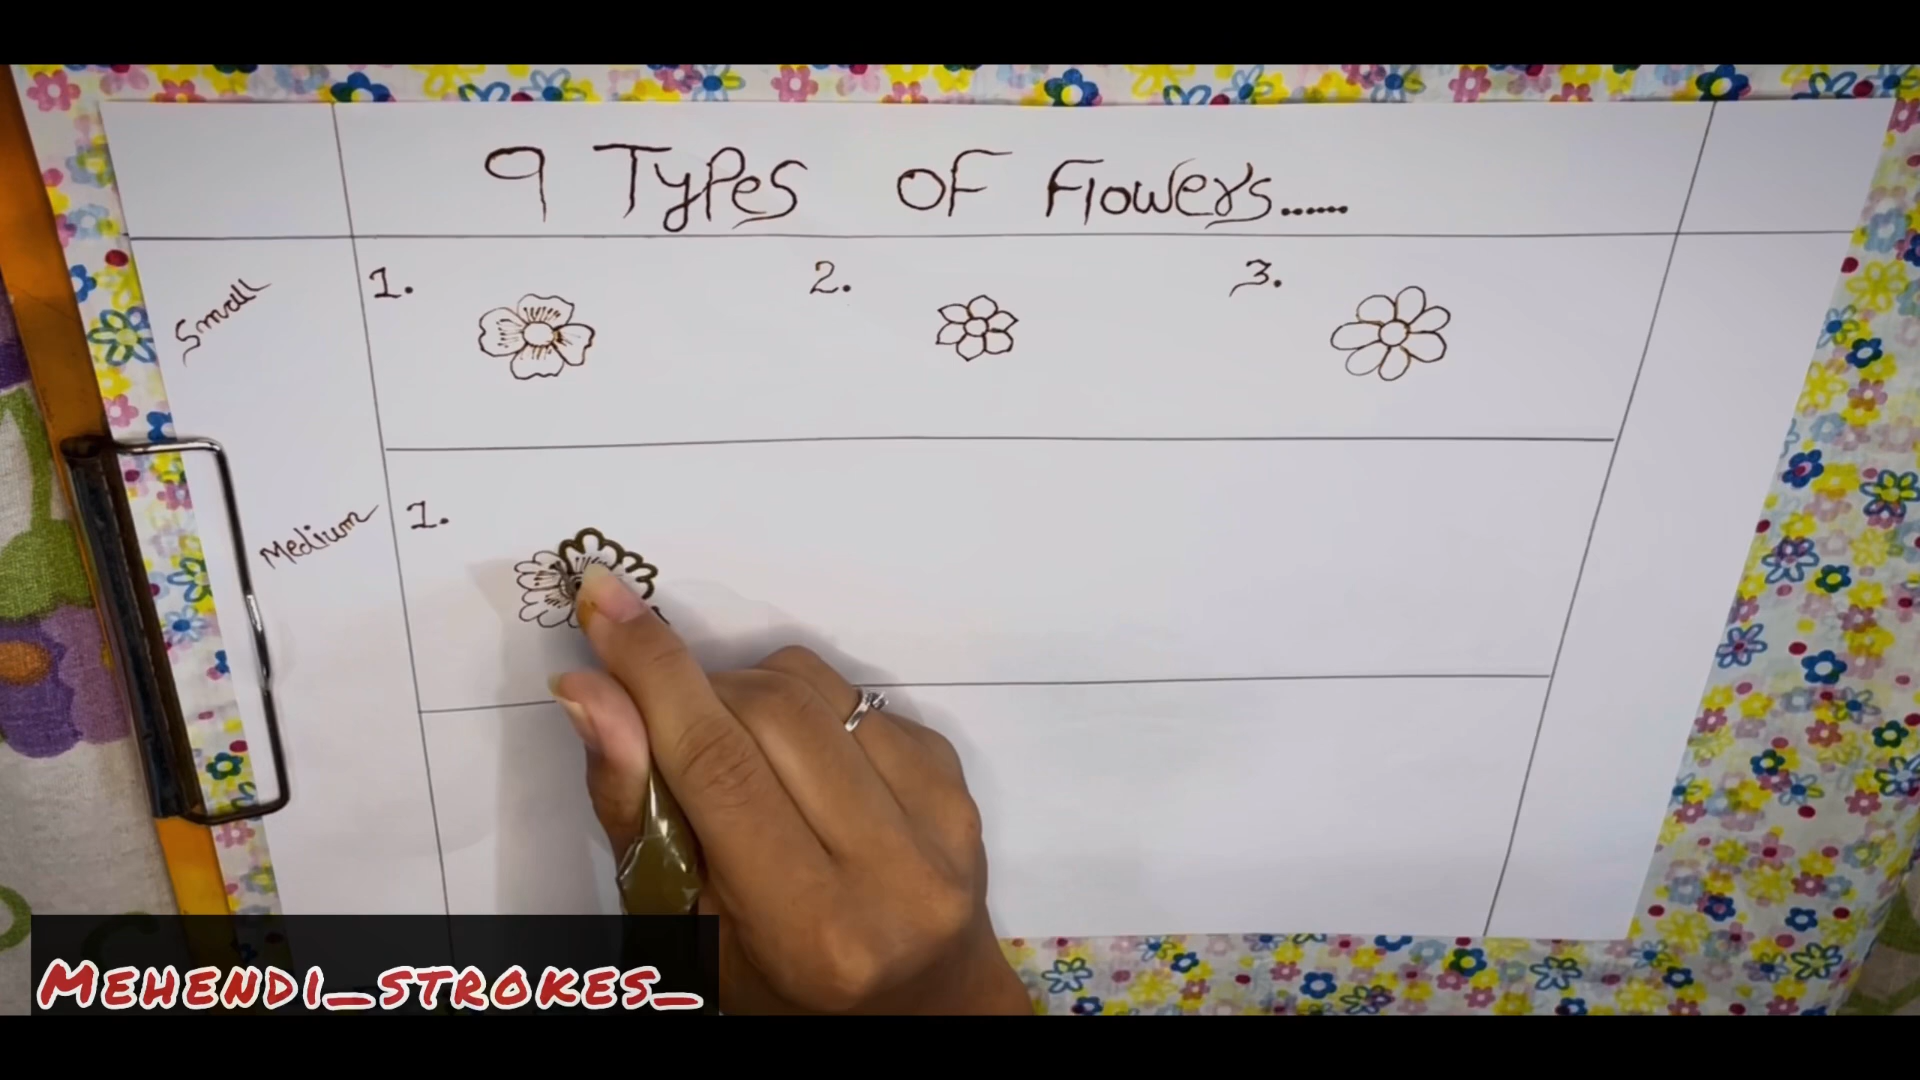 9 Types of Flowers......
Small
1.
2.
3.
Medium
1.
MEHENDI_STROKES_